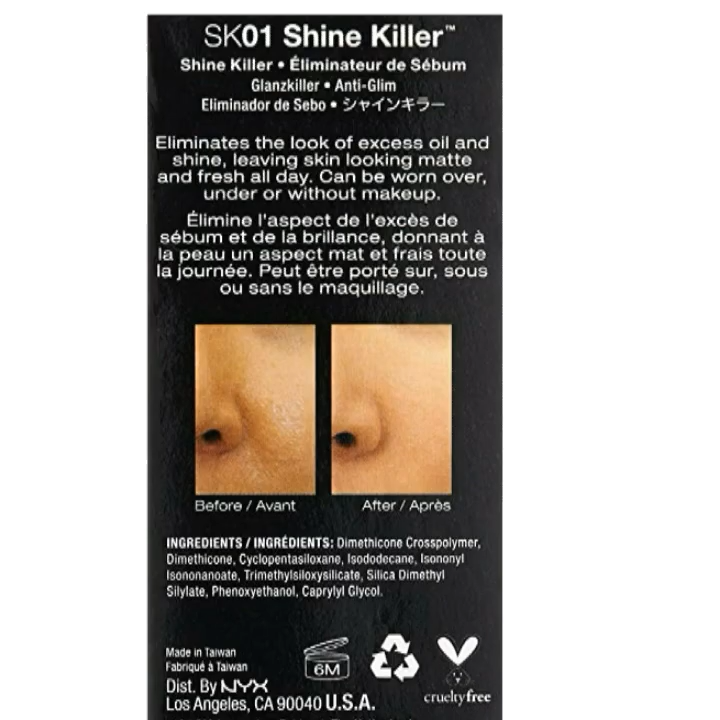 SK01 Shine Killer™
Shine Killer • Éliminateur de Sébum
Glanzkiller • Anti-Glim
Eliminador de Sebo • シャインキラー
Eliminates the look of excess oil and
shine, leaving skin looking matte
and fresh all day. Can be worn over,
under or without makeup.
Élimine l'aspect de l'excès de
sébum et de la brillance, donnant à
la peau un aspect mat et frais toute
la journée. Peut être porté sur, sous
ou sans le maquillage.
Before / Avant
After / Après
INGREDIENTS / INGRÉDIENTS: Dimethicone Crosspolymer,
Dimethicone, Cyclopentasiloxane, Isododecane, Isononyl
Isononanoate, Trimethylsiloxysilicate, Silica Dimethyl
Silylate, Phenoxyethanol, Caprylyl Glycol.
Made in Taiwan
Fabriqué à Taiwan
Dist. By NYX
Los Angeles, CA 90040 U.S.A.
6M
crueltyfree